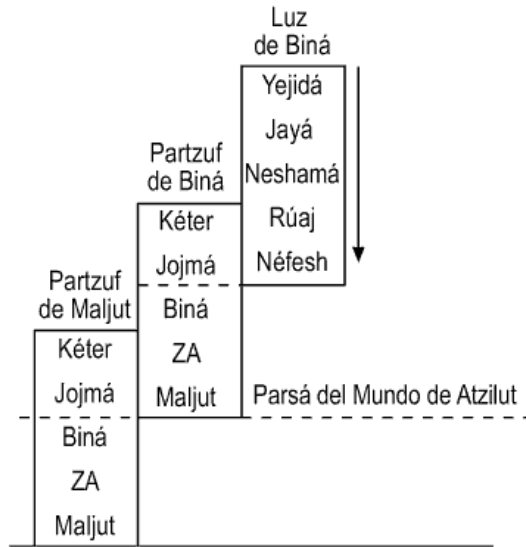 Luz
de Biná
Yejidá
Jayá
Neshamá
Rúaj
Néfesh
Partzuf
de Biná
Kéter
Jojmá
Biná
ZA
Maljut
Partzuf
de Maljut
Kéter
Jojmá
Biná
ZA
Maljut
Parsá del Mundo de Atzilut